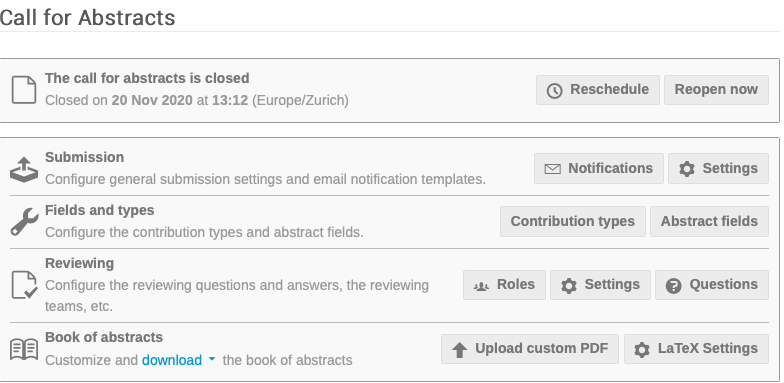 Call for Abstracts
The call for abstracts is closed
Closed on 20 Nov 2020 at 13:12 (Europe/Zurich)
Reschedule
Reopen now
Submission
Configure general submission settings and email notification templates.
Notifications
Settings
Fields and types
Configure the contribution types and abstract fields.
Contribution types
Abstract fields
Reviewing
Configure the reviewing questions and answers, the reviewing
teams, etc.
Roles
Settings
Questions
Book of abstracts
Customize and download the book of abstracts
Upload custom PDF
LaTeX Settings